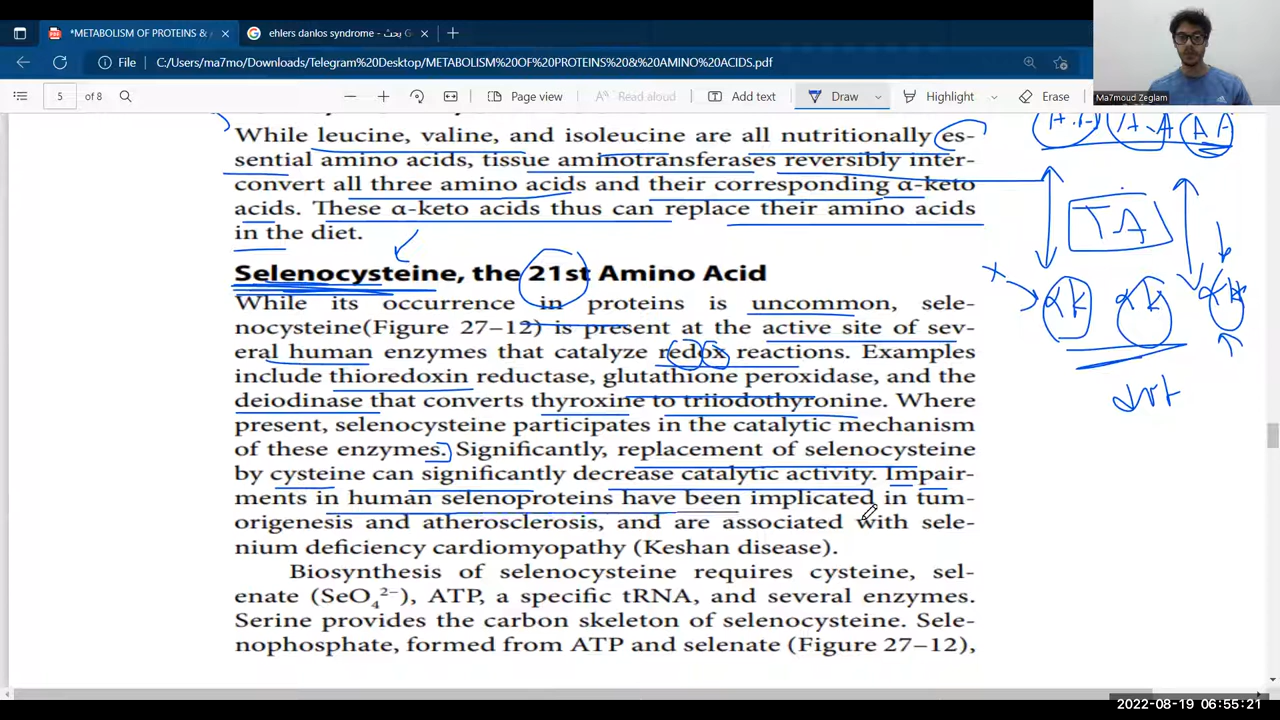 *METABOLISM OF PROTEINS &
ehlers danlos syndrome - بحث G
File
C:/Users/ma7mo/Downloads/Telegram%20Desktop/METABOLISM%20OF%20PROTEINS%20&%20AMINO%20ACIDS.pdf
Ma7moud Zeglam
5 of 8
Page view
Read aloud
Add text
Draw
Highlight
Erase
While leucine, valine, and isoleucine are all nutritionally es-
sential amino acids, tissue aminotransferases reversibly inter-
convert all three amino acids and their corresponding α-keto
acids. These α-keto acids thus can replace their amino acids
in the diet.
A.A A.A
TA
αk αk αk
Selenocysteine, the 21st Amino Acid
While its occurrence in proteins is uncommon, sele-
nocysteine(Figure 27–12) is present at the active site of sev-
eral human enzymes that catalyze redox reactions. Examples
include thioredoxin reductase, glutathione peroxidase, and the
deiodinase that converts thyroxine to triiodothyronine. Where
present, selenocysteine participates in the catalytic mechanism
of these enzymes. Significantly, replacement of selenocysteine
by cysteine can significantly decrease catalytic activity. Impair-
ments in human selenoproteins have been implicated in tum-
origenesis and atherosclerosis, and are associated with sele-
nium deficiency cardiomyopathy (Keshan disease).
Biosynthesis of selenocysteine requires cysteine, sel-
enate (SeO₄²⁻), ATP, a specific tRNA, and several enzymes.
Serine provides the carbon skeleton of selenocysteine. Sele-
nophosphate, formed from ATP and selenate (Figure 27–12),
2022-08-19 06:55:21